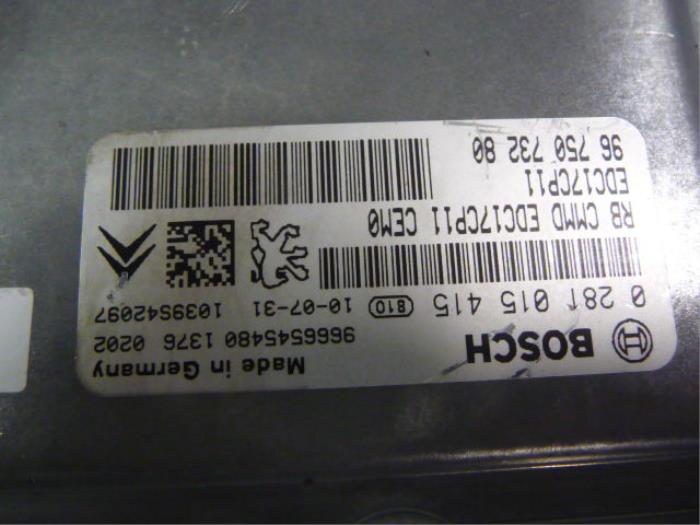 BOSCH
Made in Germany
9666545480 1376 0202
0 281 015 415 810 10-07-31 1039S42097
RB CMMD EDC17CP11 CEM0
EDC17CP11
96 750 732 80